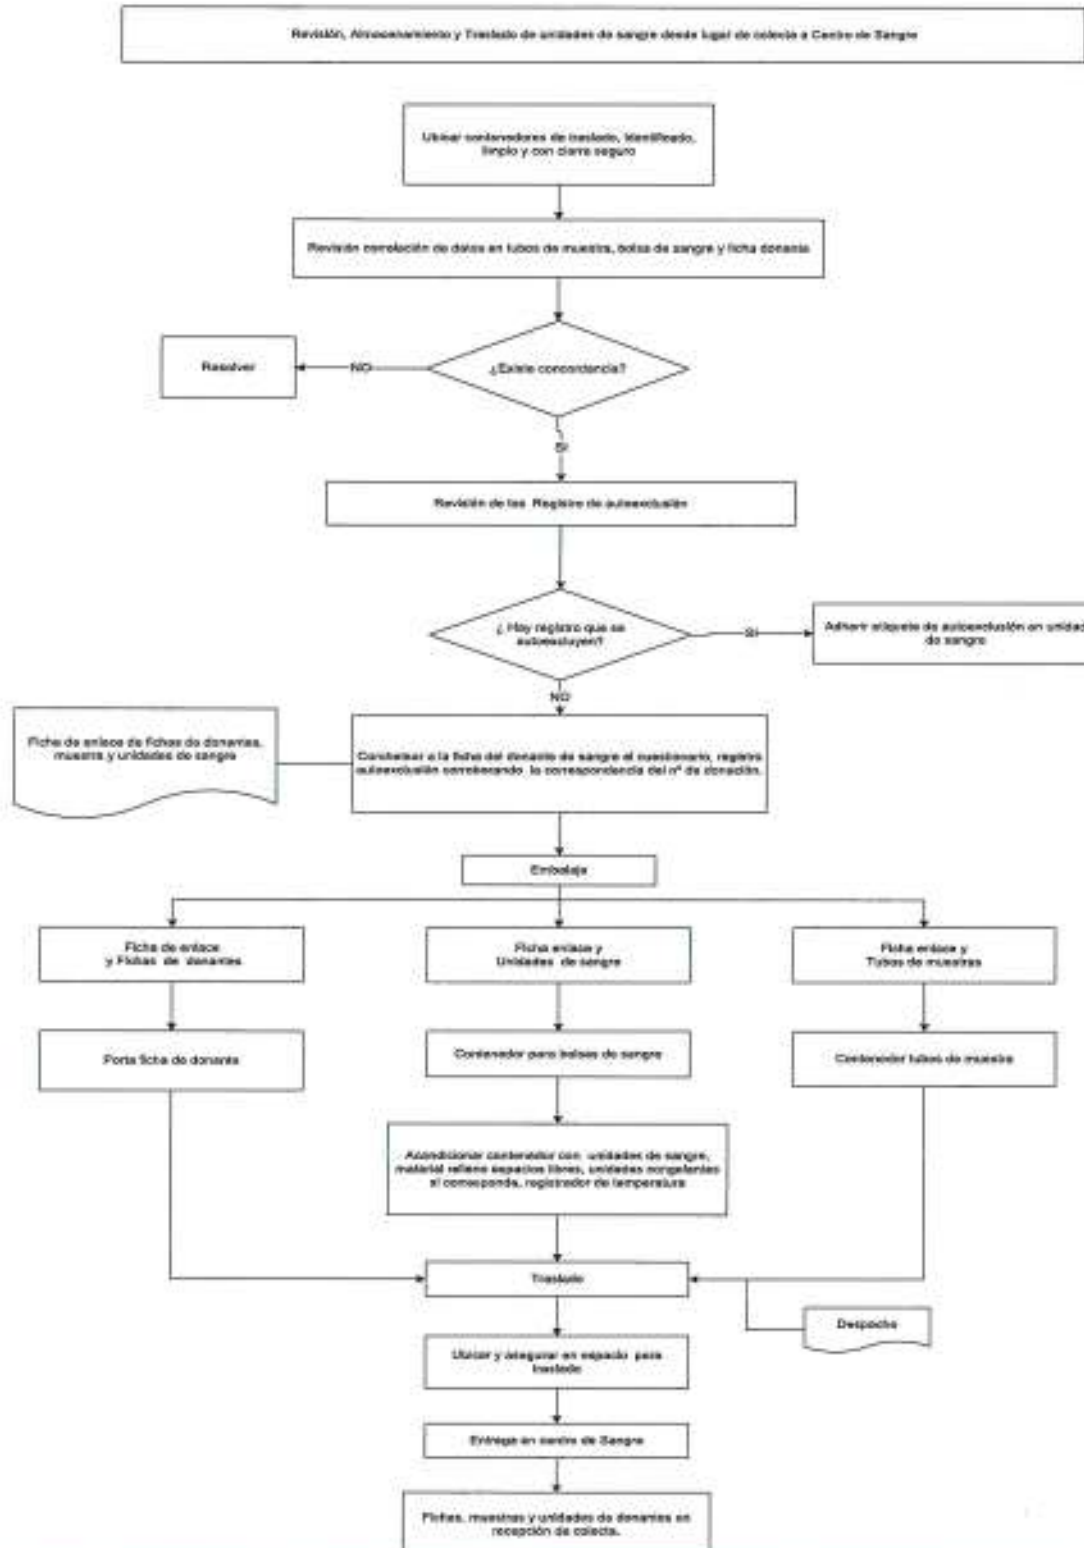 Revisión, Almacenamiento y Traslado de unidades de sangre desde lugar de colecta a Centro de Sangre
Ubicar contenedores de traslado, identificado,
limpio y con cierre seguro
Revisión correlación de datos en tubos de muestra, bolsa de sangre y ficha donante
¿Existe concordancia?
NO
Resolver
SI
Revisión de los Registro de autoexclusión
¿ Hay registro que se
autoexcluyen?
SI
Adherir etiqueta de autoexclusión en unidad
de sangre
NO
Ficha de enlace de fichas de donantes,
muestra y unidades de sangre
Corchetear a la ficha del donante de sangre el cuestionario, registro
autoexclusión corroborando la correspondencia del nº de donación.
Embalaje
Ficha de enlace
y Fichas de donantes
Ficha enlace y
Unidades de sangre
Ficha enlace y
Tubos de muestras
Porta ficha de donante
Contenedor para bolsas de sangre
Contenedor tubos de muestra
Acondicionar contenedor con unidades de sangre,
material relleno espacios libres, unidades congelantes
si corresponde, registrador de temperatura
Traslado
Despacho
Ubicar y asegurar en espacio para
traslado
Entrega en centro de Sangre
Fichas, muestras y unidades de donantes en
recepción de colecta.